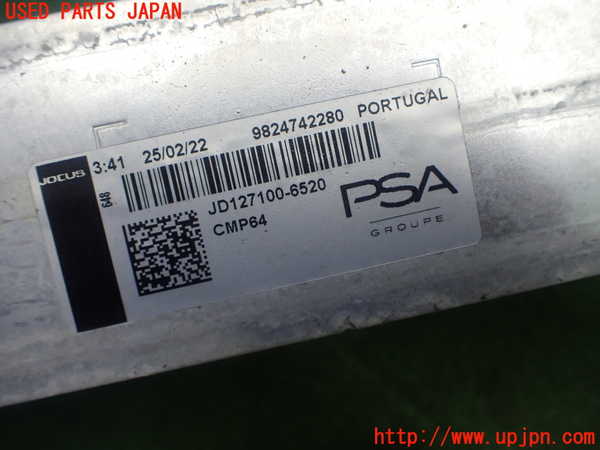 USED PARTS JAPAN
JDEUS 3:41 25/02/22 9824742280 PORTUGAL
648
JD127100-6520
CMP64
PSA
GROUPE
http://www.upjpn.com/